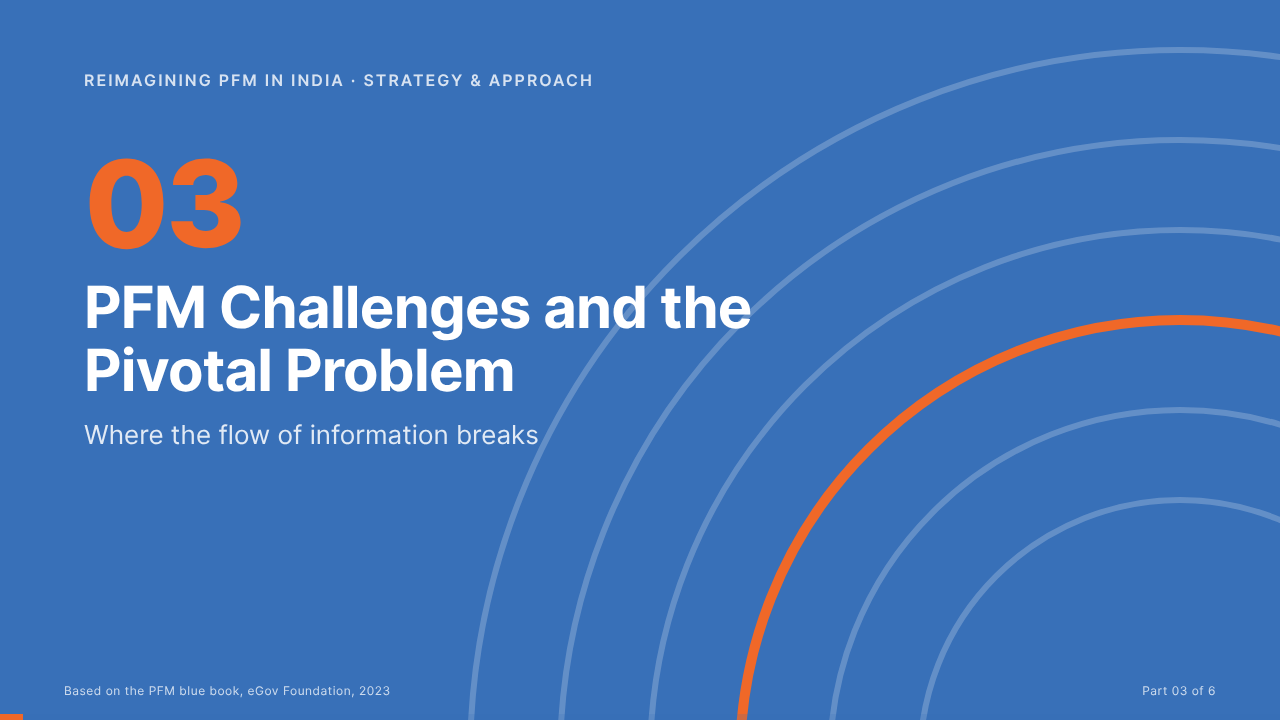 REIMAGINING PFM IN INDIA · STRATEGY & APPROACH
03
PFM Challenges and the
Pivotal Problem
Where the flow of information breaks
Based on the PFM blue book, eGov Foundation, 2023
Part 03 of 6